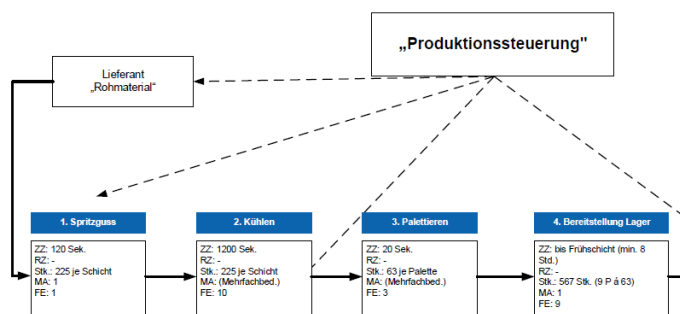 „Produktionssteuerung"
Lieferant
„Rohmaterial“
1. Spritzguss
2. Kühlen
3. Palettieren
4. Bereitstellung Lager
ZZ: 120 Sek.
RZ: -
Stk.: 225 je Schicht
MA: 1
FE: 1
ZZ: 1200 Sek.
RZ: -
Stk.: 225 je Schicht
MA: (Mehrfachbed.)
FE: 10
ZZ: 20 Sek.
RZ: -
Stk.: 63 je Palette
MA: (Mehrfachbed.)
FE: 3
ZZ: bis Frühschicht (min. 8
Std.)
RZ: -
Stk.: 567 Stk. (9 P á 63)
MA: 1
FE: 9